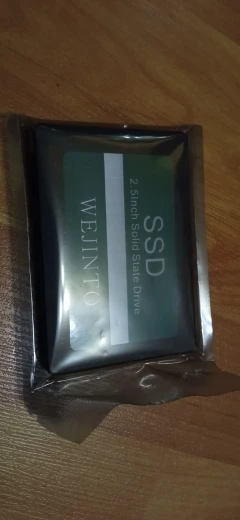 SSD
2.5inch Solid State Drive
WEJINTO